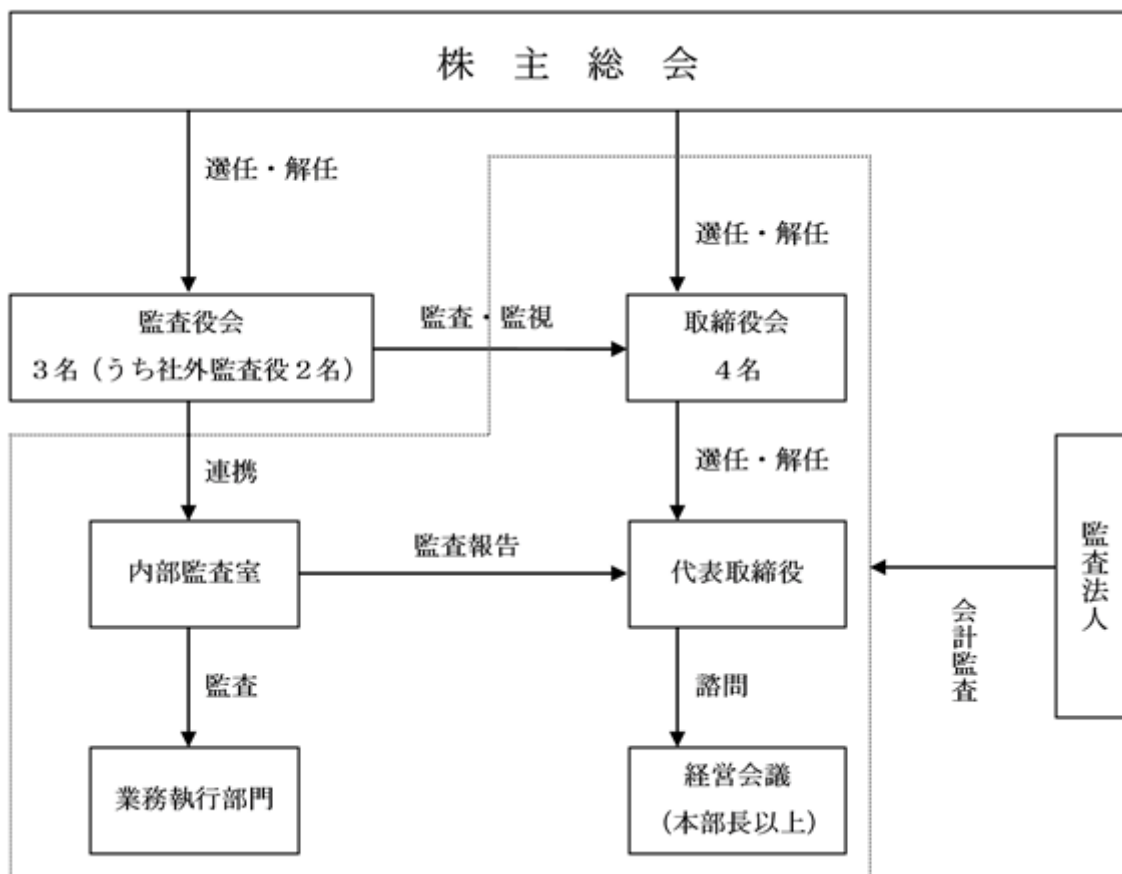 株主総会
選任・解任
選任・解任
監査役会
3名（うち社外監査役2名）
監査・監視
取締役会
4名
連携
選任・解任
内部監査室
監査報告
代表取締役
会計監査
監査法人
監査
諮問
業務執行部門
経営会議
（本部長以上）